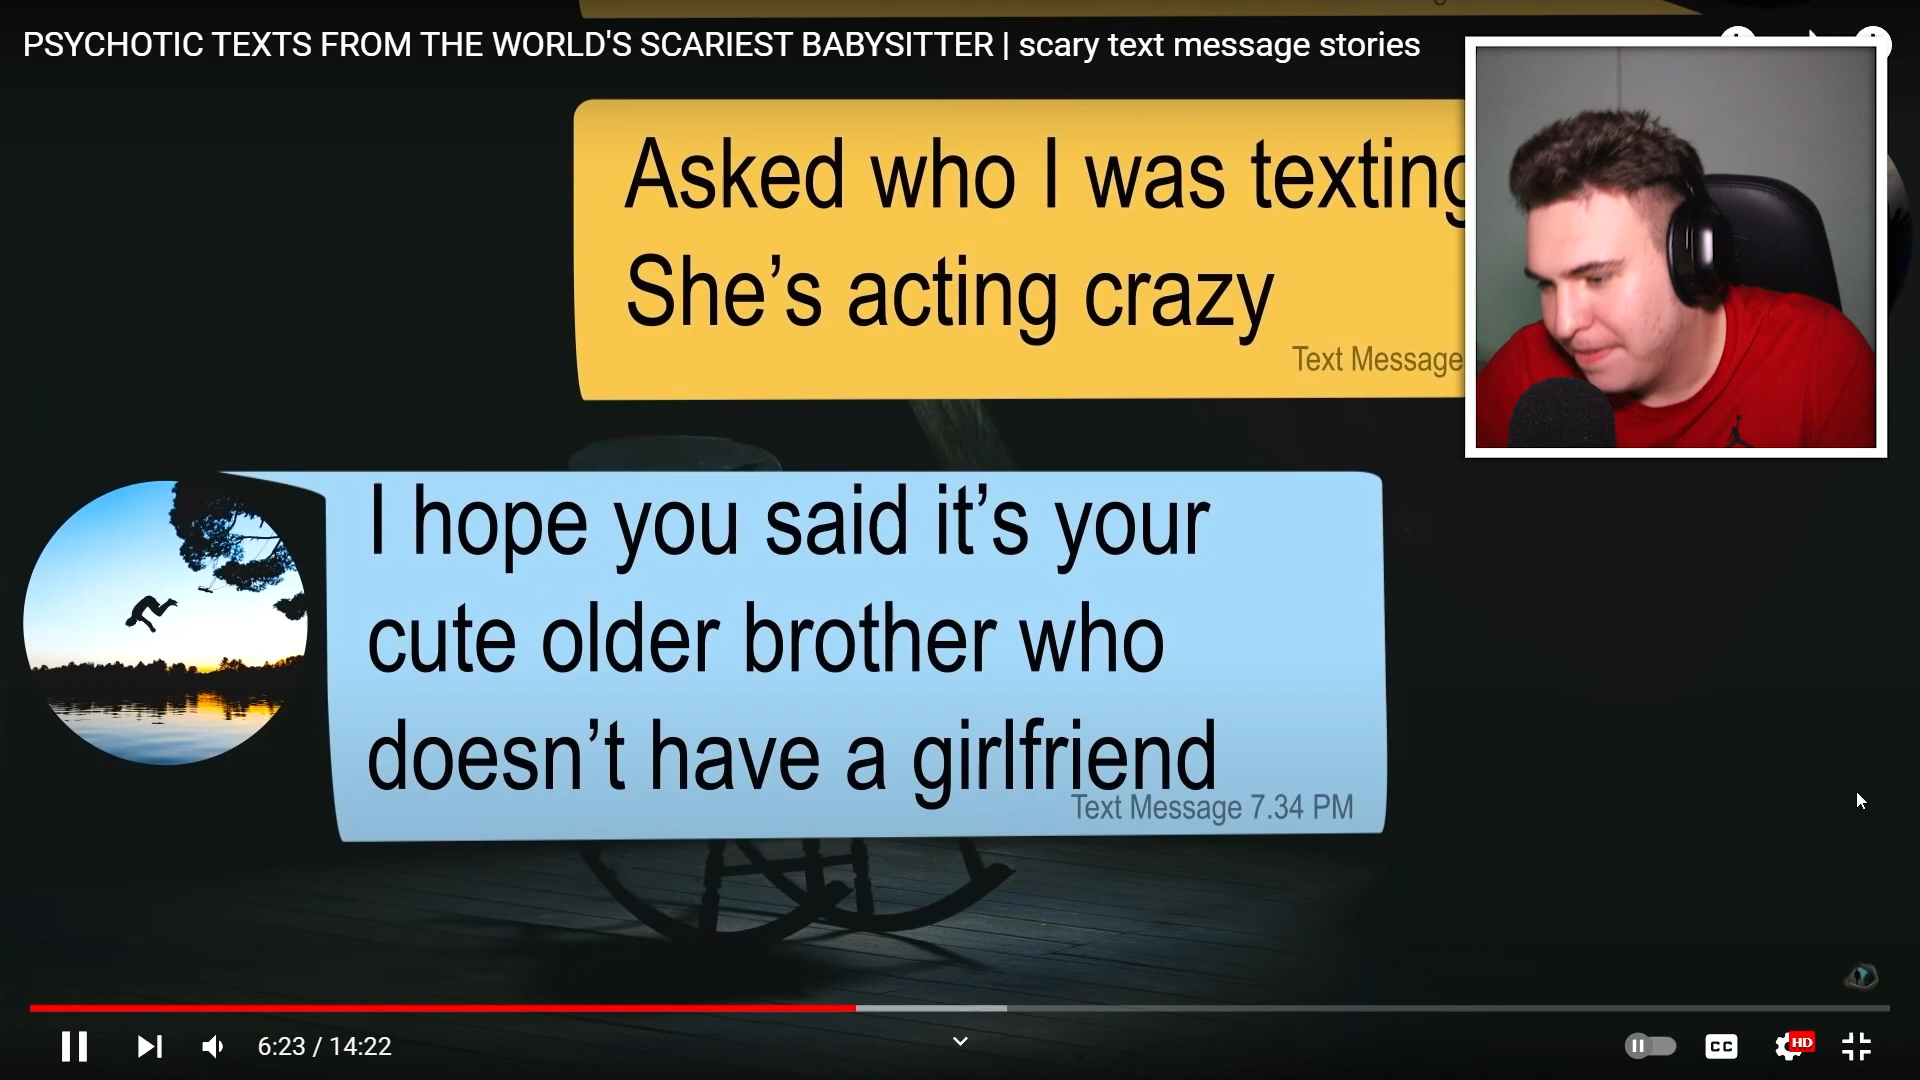 PSYCHOTIC TEXTS FROM THE WORLD'S SCARIEST BABYSITTER | scary text message stories
Asked who I was texting
She’s acting crazy
Text Message
I hope you said it’s your
cute older brother who
doesn’t have a girlfriend
Text Message 7.34 PM
6:23 / 14:22
CC
HD